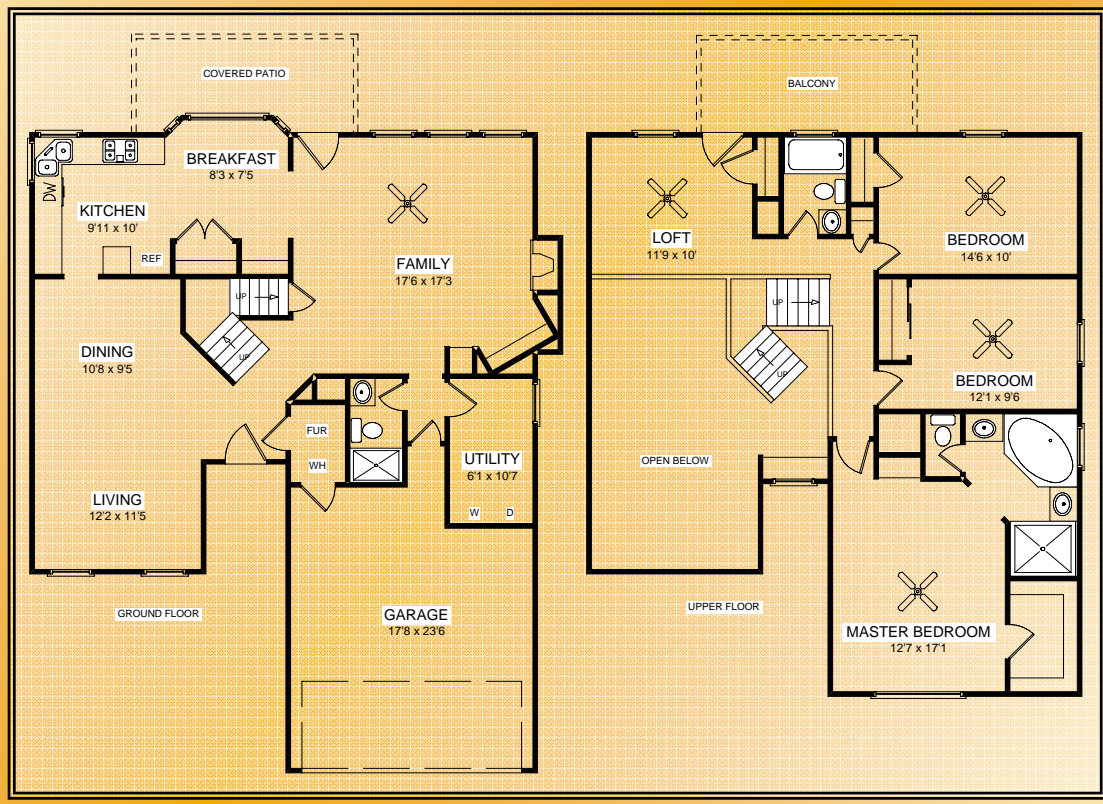 COVERED PATIO
BREAKFAST
8'3 x 7'5
DW
KITCHEN
9'11 x 10'
REF
FAMILY
17'6 x 17'3
UP
UP
DINING
10'8 x 9'5
FUR
WH
UTILITY
6'1 x 10'7
W
D
LIVING
12'2 x 11'5
GROUND FLOOR
GARAGE
17'8 x 23'6
BALCONY
LOFT
11'9 x 10'
BEDROOM
14'6 x 10'
UP
UP
BEDROOM
12'1 x 9'6
OPEN BELOW
UPPER FLOOR
MASTER BEDROOM
12'7 x 17'1